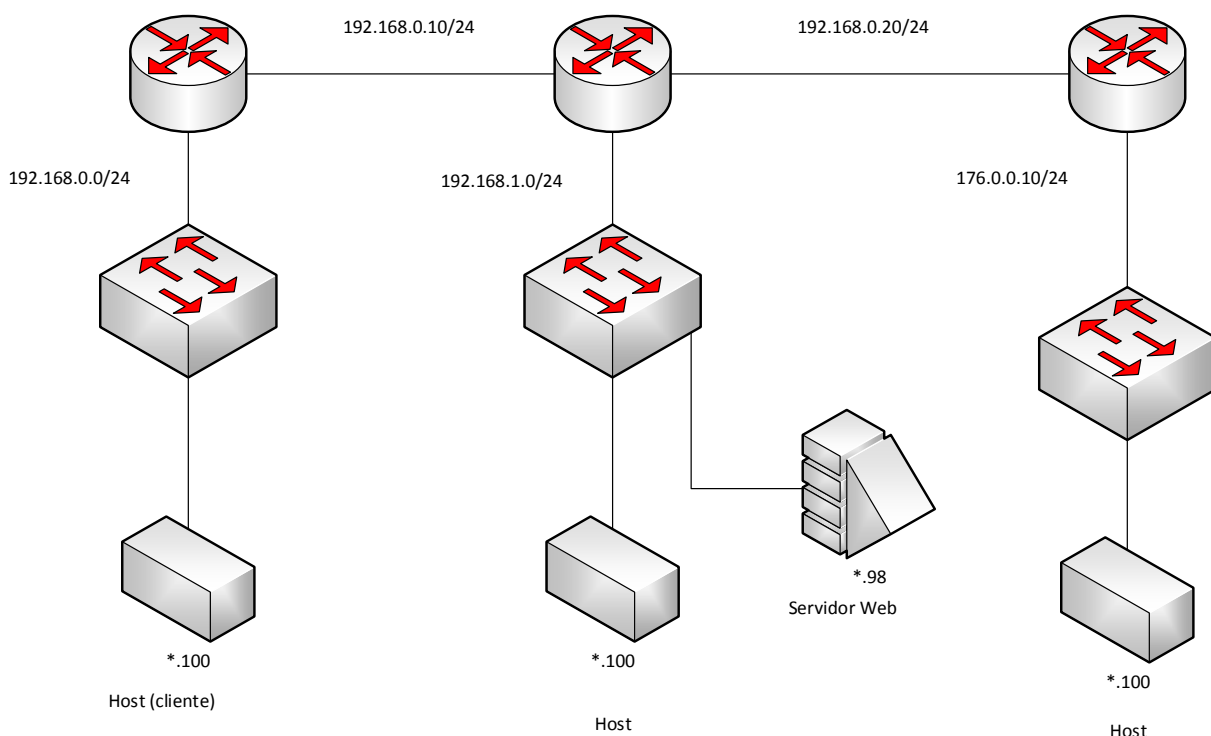 192.168.0.10/24
192.168.0.20/24
192.168.0.0/24
192.168.1.0/24
176.0.0.10/24
*.98
Servidor Web
*.100
*.100
*.100
Host (cliente)
Host
Host